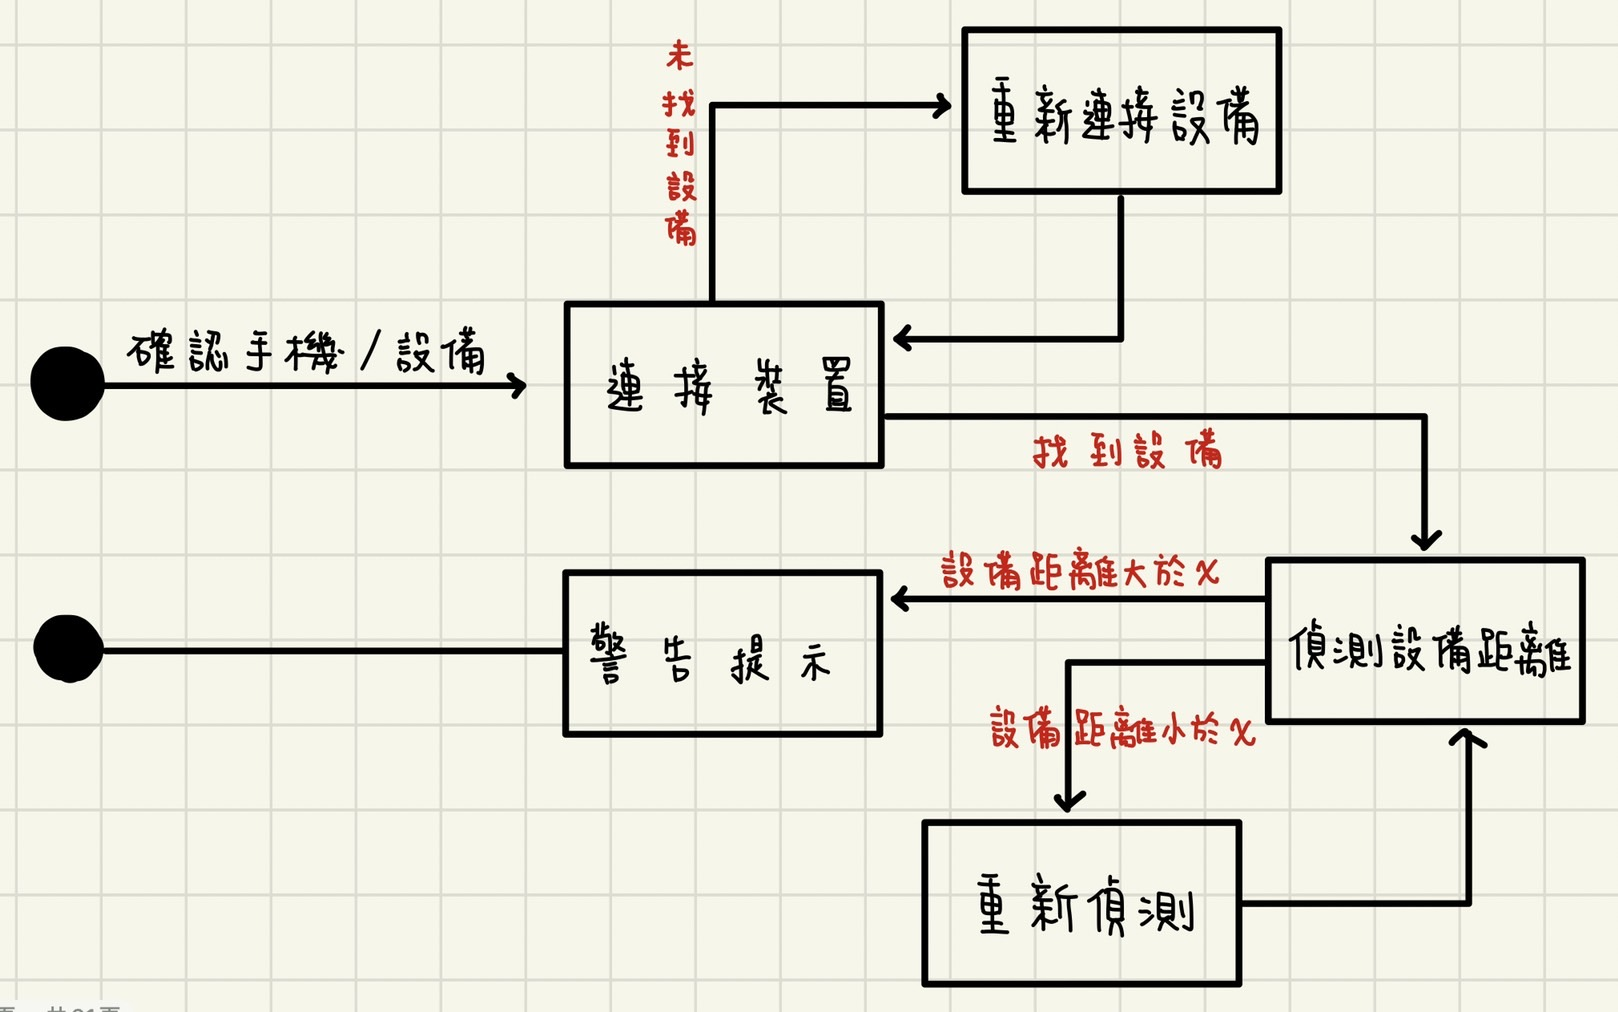 未找到設備
重新連接設備
確認手機/設備
連接裝置
找到設備
設備距離大於x
警告提示
偵測設備距離
設備距離小於x
重新偵測